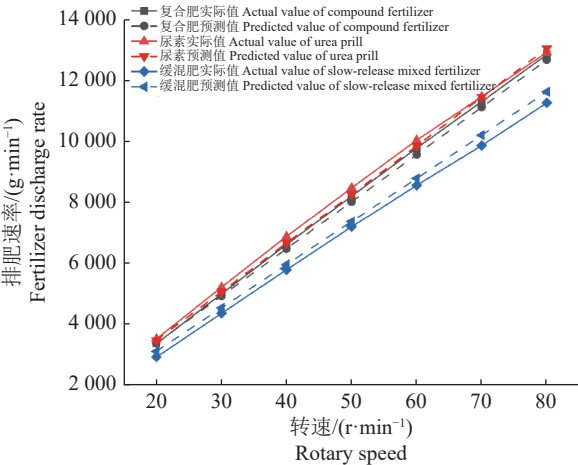 14 000
12 000
10 000
8 000
6 000
4 000
2 000
排肥速率/(g·min⁻¹)
Fertilizer discharge rate
复合肥实际值 Actual value of compound fertilizer
复合肥预测值 Predicted value of compound fertilizer
尿素实际值 Actual value of urea prill
尿素预测值 Predicted value of urea prill
缓混肥实际值 Actual value of slow-release mixed fertilizer
缓混肥预测值 Predicted value of slow-release mixed fertilizer
20 30 40 50 60 70 80
转速/(r·min⁻¹)
Rotary speed